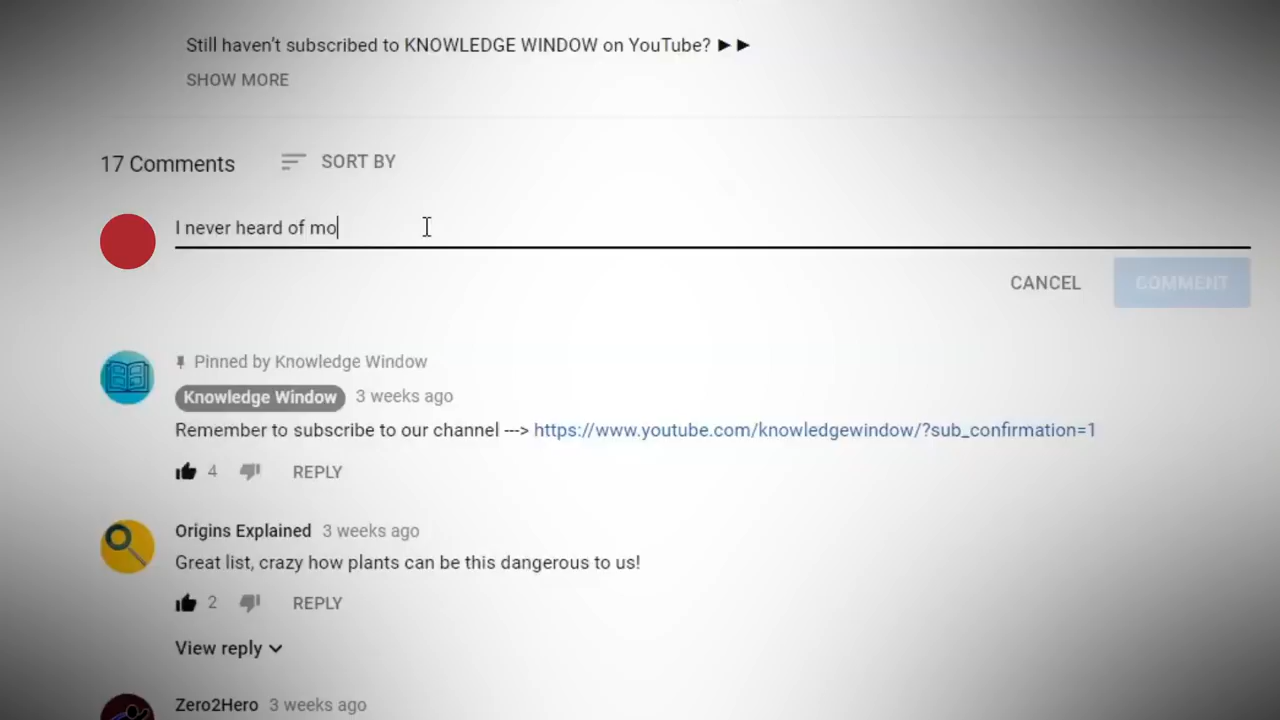 Still haven't subscribed to KNOWLEDGE WINDOW on YouTube? ►►
SHOW MORE
17 Comments
SORT BY
I never heard of mo
CANCEL
COMMENT
Pinned by Knowledge Window
Knowledge Window 3 weeks ago
Remember to subscribe to our channel ---> https://www.youtube.com/knowledgewindow/?sub_confirmation=1
4 REPLY
Origins Explained 3 weeks ago
Great list, crazy how plants can be this dangerous to us!
2 REPLY
View reply
Zero2Hero 3 weeks ago